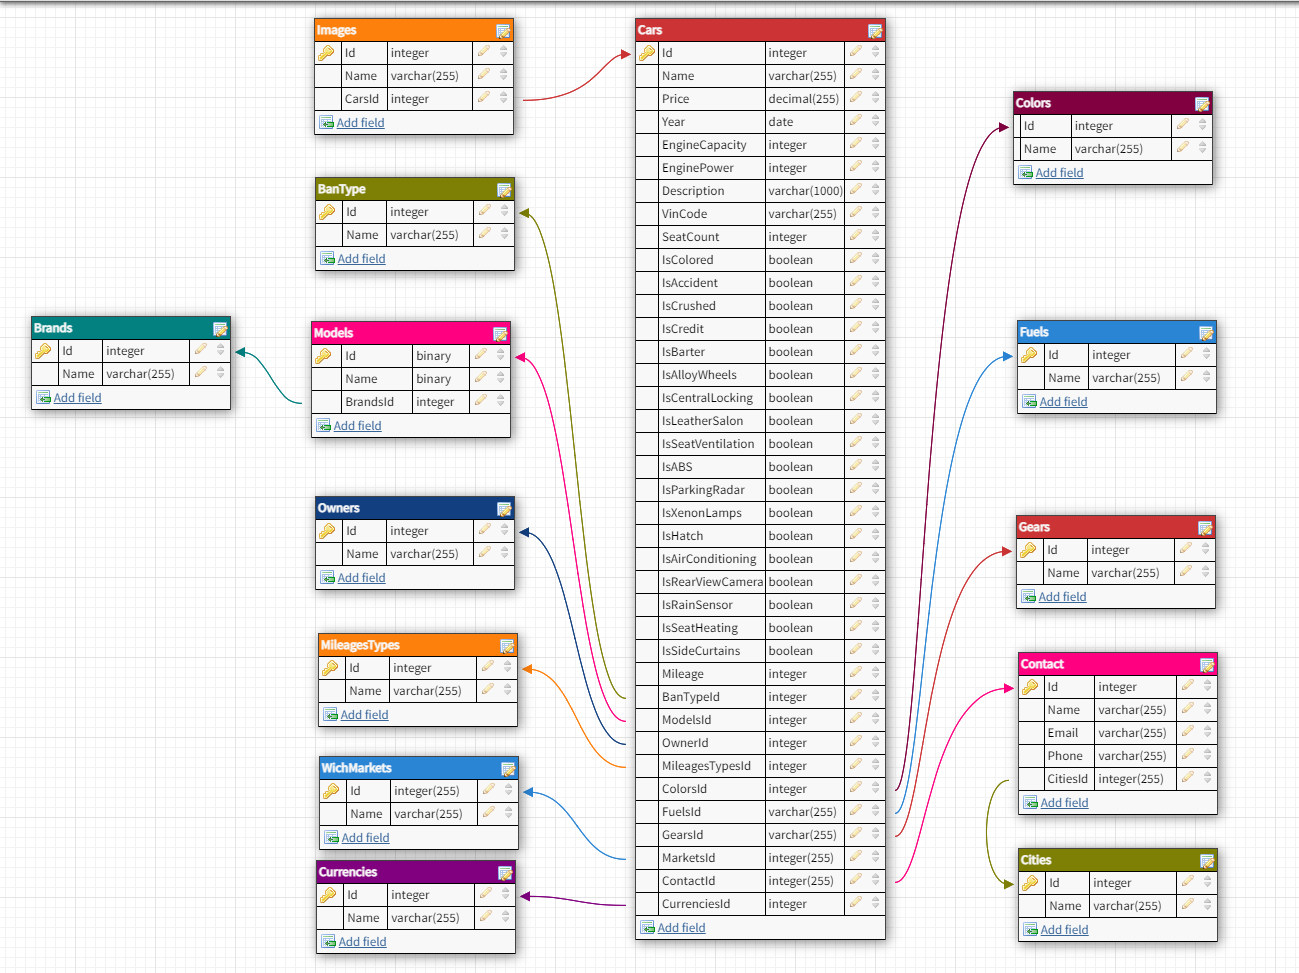 Images
Id integer
Name varchar(255)
CarsId integer
Add field
BanType
Id integer
Name varchar(255)
Add field
Brands
Id integer
Name varchar(255)
Add field
Models
Id binary
Name binary
BrandsId integer
Add field
Owners
Id integer
Name varchar(255)
Add field
MileagesTypes
Id integer
Name varchar(255)
Add field
WichMarkets
Id integer(255)
Name varchar(255)
Add field
Currencies
Id integer
Name varchar(255)
Add field
Cars
Id integer
Name varchar(255)
Price decimal(255)
Year date
EngineCapacity integer
EnginePower integer
Description varchar(1000)
VinCode varchar(255)
SeatCount integer
IsColored boolean
IsAccident boolean
IsCrushed boolean
IsCredit boolean
IsBarter boolean
IsAlloyWheels boolean
IsCentralLocking boolean
IsLeatherSalon boolean
IsSeatVentilation boolean
IsABS boolean
IsParkingRadar boolean
IsXenonLamps boolean
IsHatch boolean
IsAirConditioning boolean
IsRearViewCamera boolean
IsRainSensor boolean
IsSeatHeating boolean
IsSideCurtains boolean
Mileage integer
BanTypeId integer
ModelsId integer
OwnerId integer
MileagesTypesId integer
ColorsId integer
FuelsId varchar(255)
GearsId varchar(255)
MarketsId integer(255)
ContactId integer(255)
CurrenciesId integer
Add field
Colors
Id integer
Name varchar(255)
Add field
Fuels
Id integer
Name varchar(255)
Add field
Gears
Id integer
Name varchar(255)
Add field
Contact
Id integer
Name varchar(255)
Email varchar(255)
Phone varchar(255)
CitiesId integer(255)
Add field
Cities
Id integer
Name varchar(255)
Add field